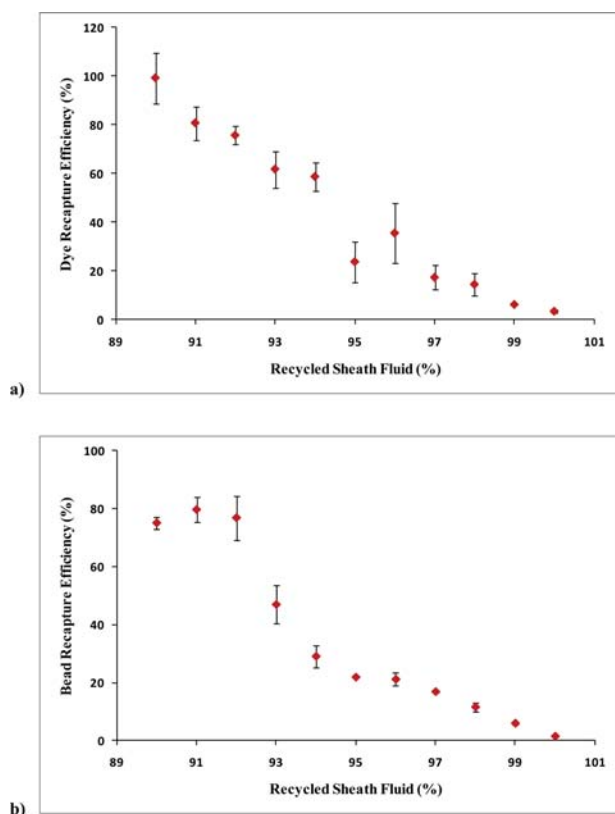 120
100
80
60
40
20
0
89 91 93 95 97 99 101
Dye Recapture Efficiency (%)
Recycled Sheath Fluid (%)
a)
100
80
60
40
20
0
89 91 93 95 97 99 101
Bead Recapture Efficiency (%)
Recycled Sheath Fluid (%)
b)